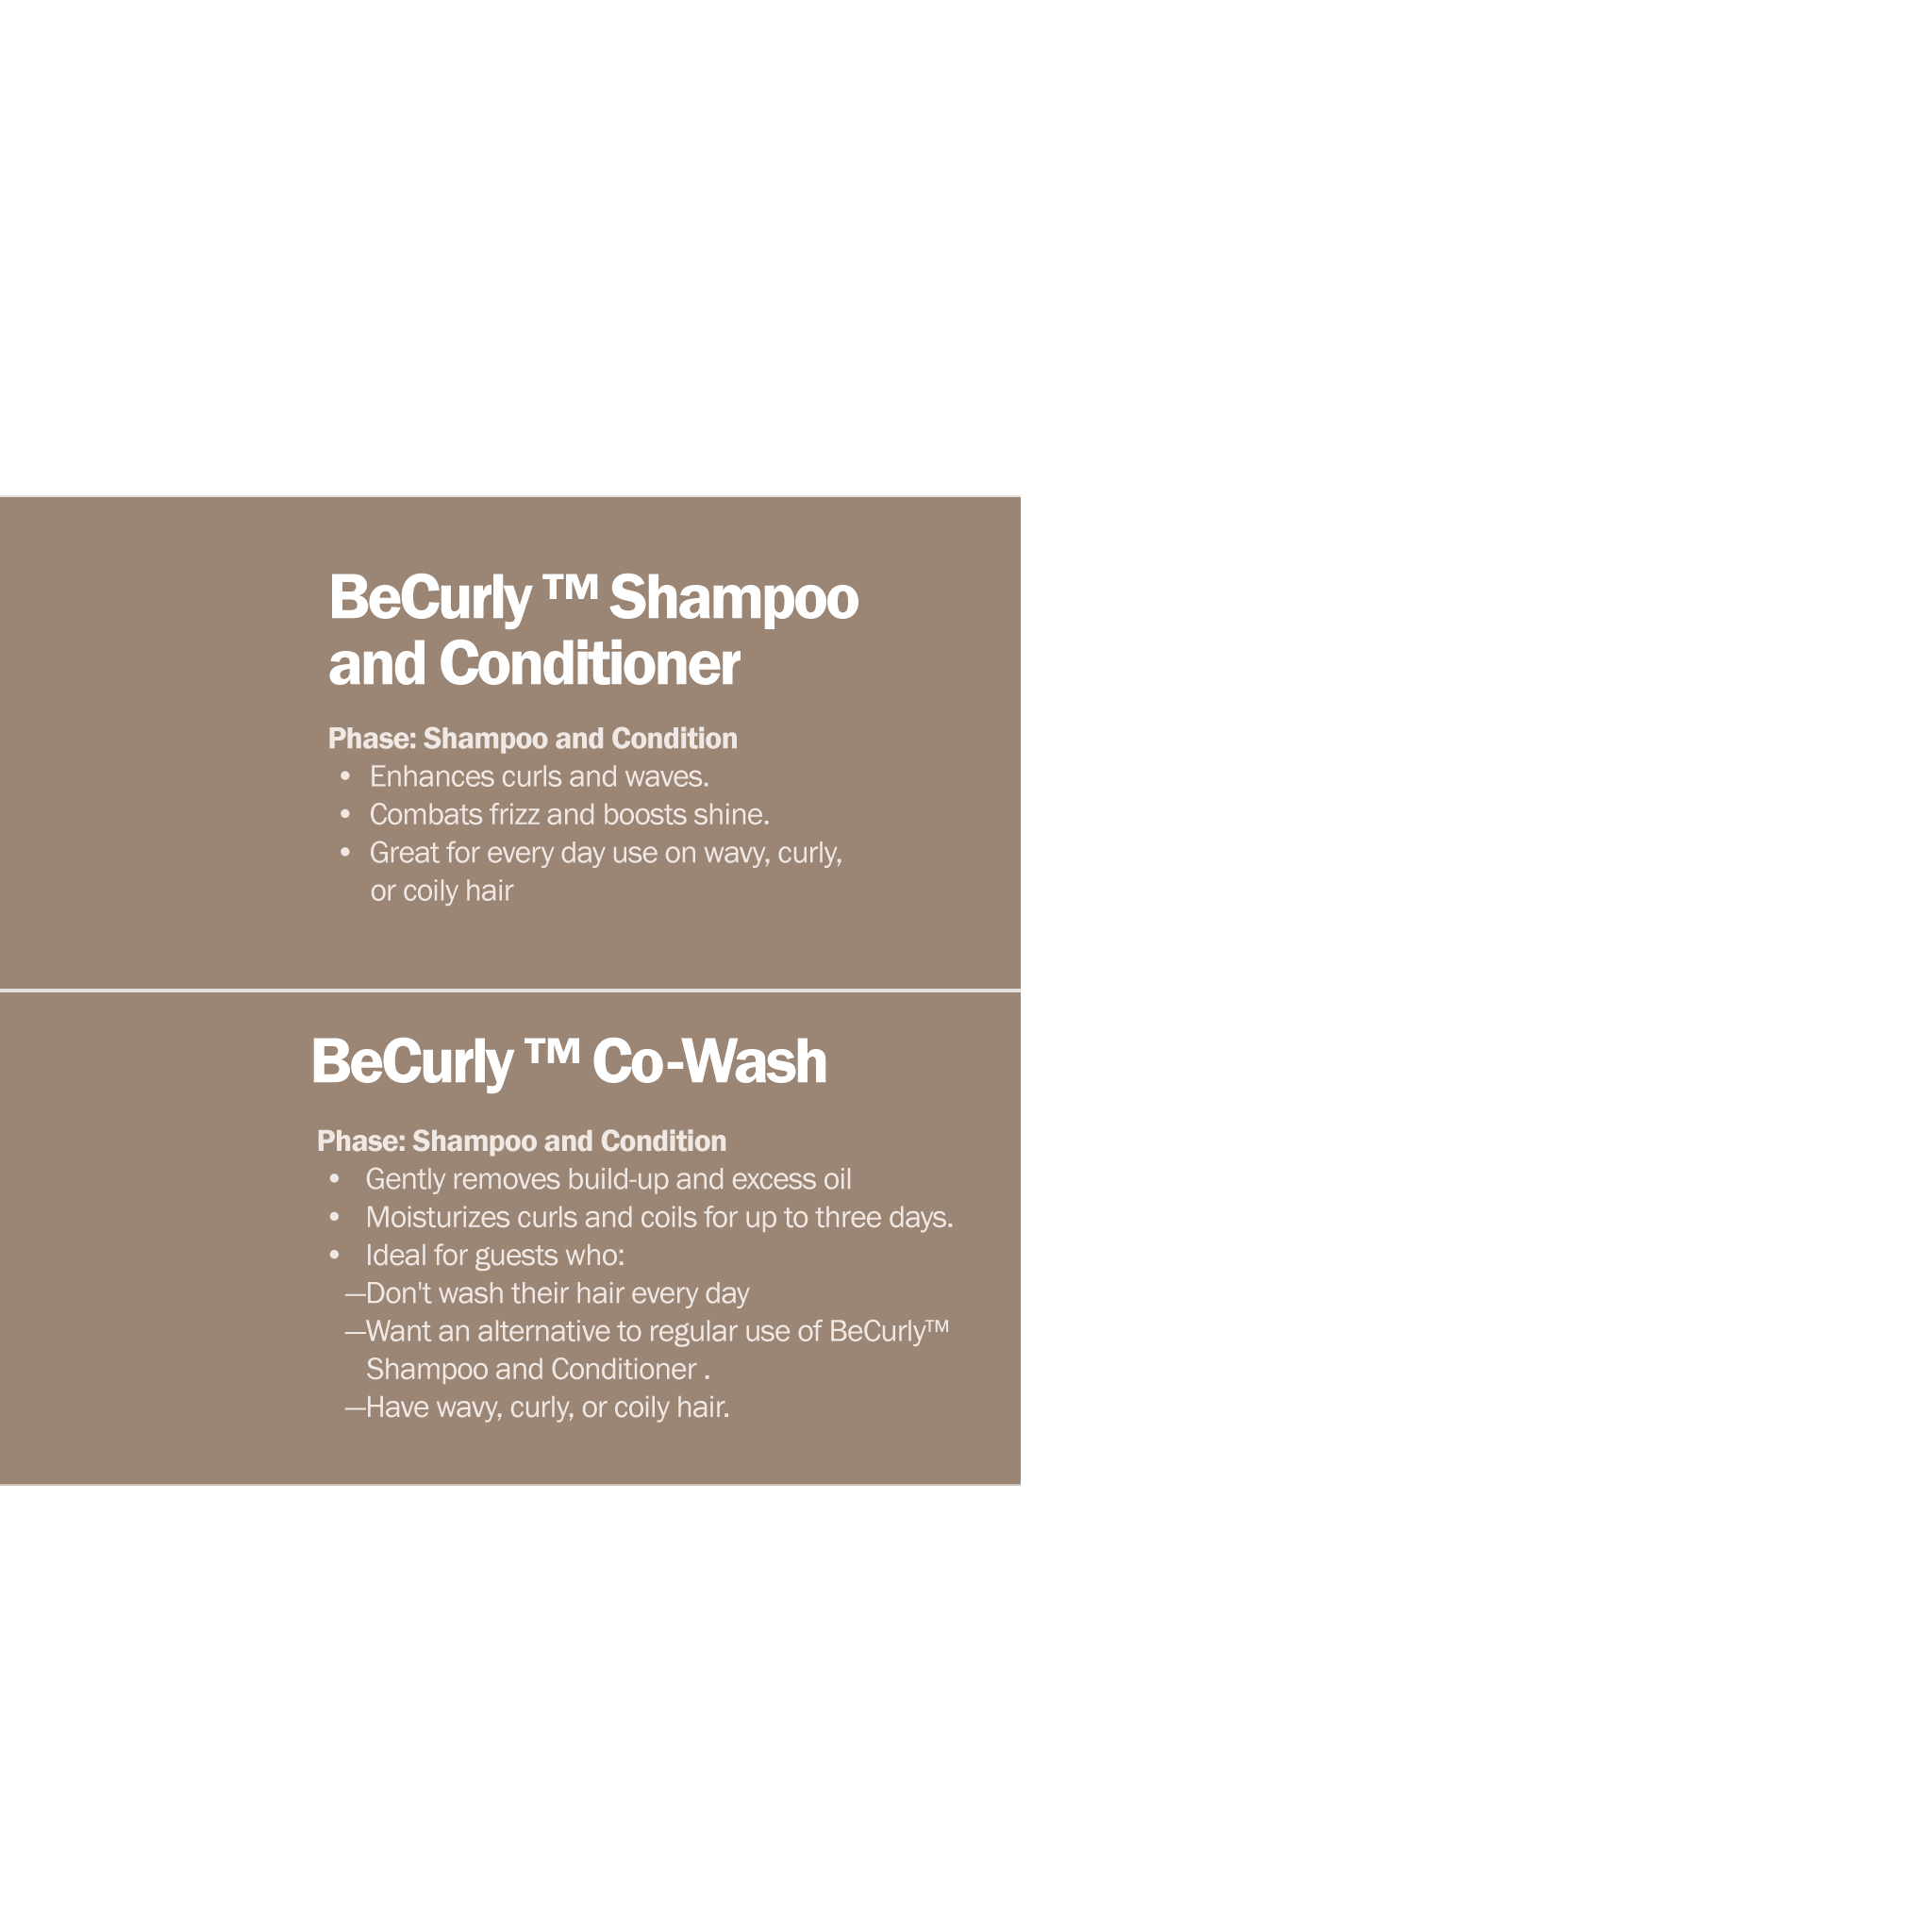 BeCurly™ Shampoo
and Conditioner
Phase: Shampoo and Condition
• Enhances curls and waves.
• Combats frizz and boosts shine.
• Great for every day use on wavy, curly,
or coily hair
BeCurly™ Co-Wash
Phase: Shampoo and Condition
• Gently removes build-up and excess oil
• Moisturizes curls and coils for up to three days.
• Ideal for guests who:
—Don't wash their hair every day
—Want an alternative to regular use of BeCurly™
Shampoo and Conditioner .
—Have wavy, curly, or coily hair.